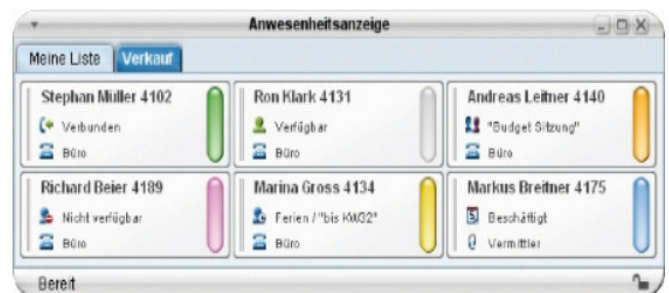 Anwesenheitsanzeige
Meine Liste Verkauf
Stephan Müller 4102
Verbunden
Büro
Ron Klark 4131
Verfügbar
Büro
Andreas Leitner 4140
"Budget Sitzung"
Büro
Richard Beier 4189
Nicht verfügbar
Büro
Marina Gross 4134
Ferien / "bis KW32"
Büro
Markus Breitner 4175
Beschäftigt
Vermittler
Bereit